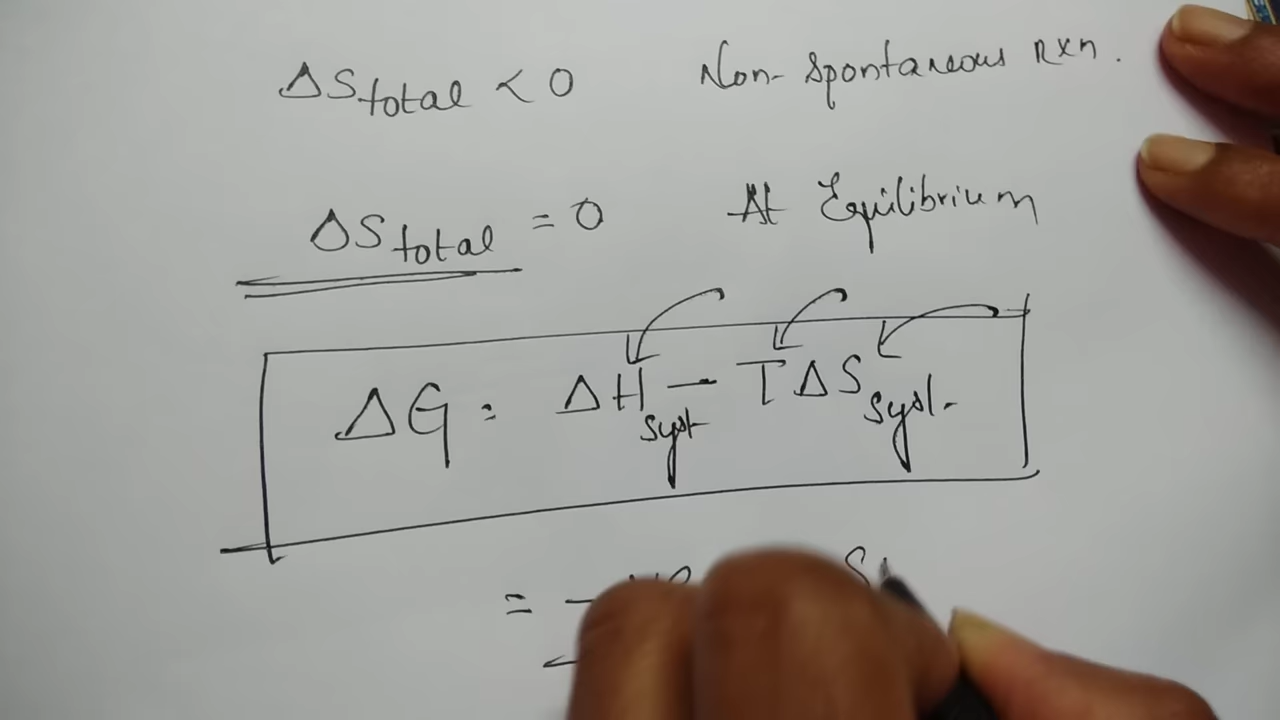 ΔS total < 0 Non-spontaneous rxn.
ΔS total = 0 At Equilibrium
ΔG = ΔH syst — TΔS syst.
= –